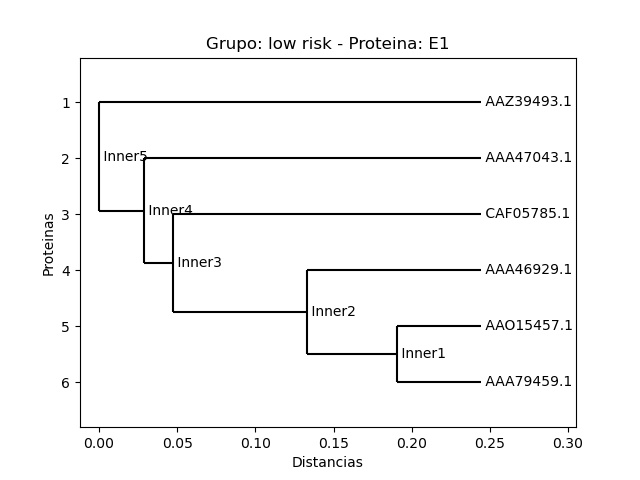 Grupo: low risk - Proteina: E1
1
AAZ39493.1
Inner5
2
AAA47043.1
Inner4
3
CAF05785.1
Proteinas
Inner3
4
AAA46929.1
Inner2
5
AAO15457.1
Inner1
6
AAA79459.1
0.00 0.05 0.10 0.15 0.20 0.25 0.30
Distancias